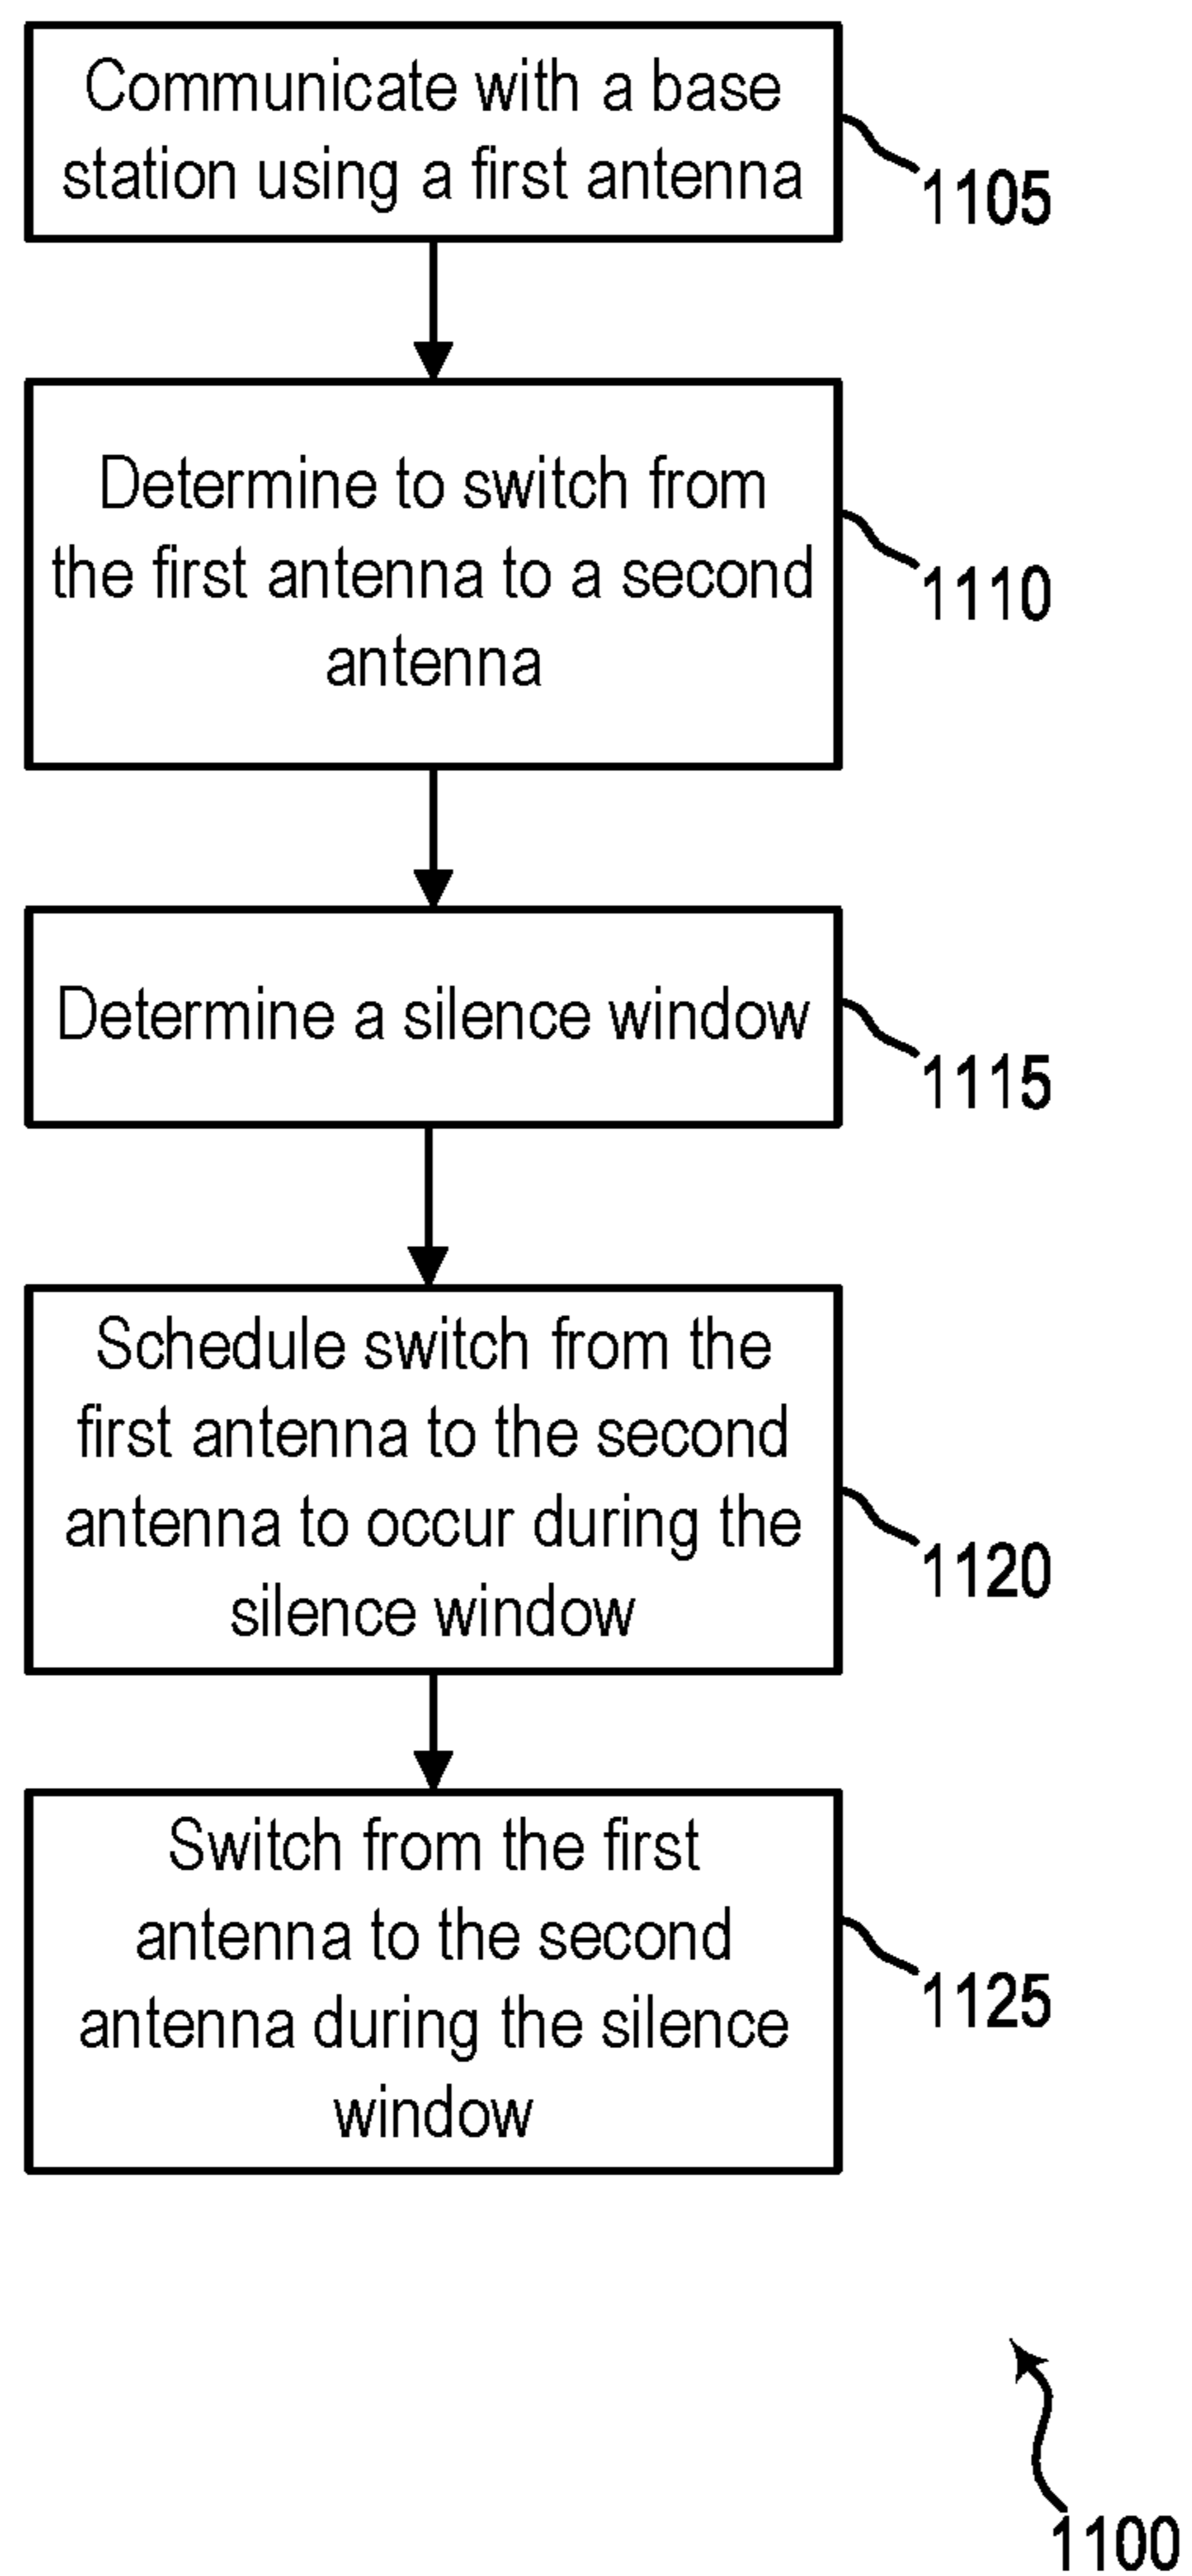 Communicate with a base
station using a first antenna
1105
Determine to switch from
the first antenna to a second
antenna
1110
Determine a silence window
1115
Schedule switch from the
first antenna to the second
antenna to occur during the
silence window
1120
Switch from the first
antenna to the second
antenna during the silence
window
1125
1100